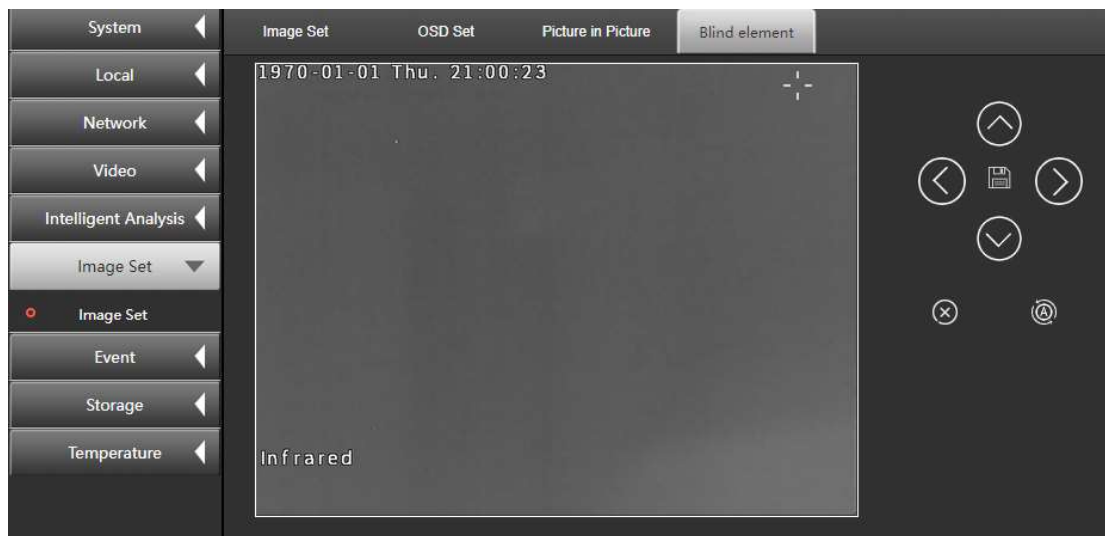 System
Local
Network
Video
Intelligent Analysis
Image Set
Image Set
Event
Storage
Temperature
Image Set OSD Set Picture in Picture Blind element
1970-01-01 Thu. 21:00:23
Infrared
A